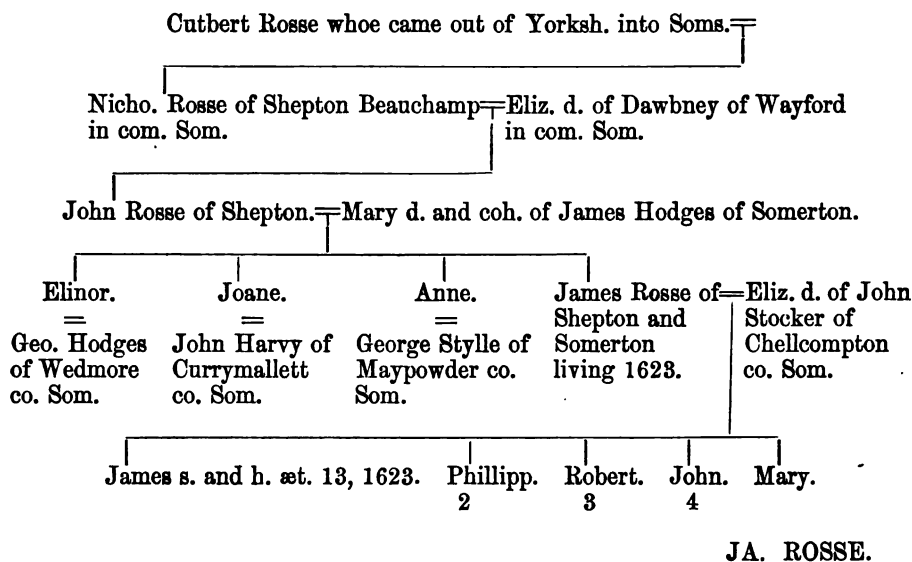 Cutbert Rosse whoe came out of Yorksh. into Soms.=
Nicho. Rosse of Shepton Beauchamp=Eliz. d. of Dawbney of Wayford
in com. Som. in com. Som.
John Rosse of Shepton.=Mary d. and coh. of James Hodges of Somerton.
Elinor.
=
Geo. Hodges
of Wedmore
co. Som.
Joane.
=
John Harvy of
Currymallett
co. Som.
Anne.
=
George Stylle of
Maypowder co.
Som.
James Rosse of=
Shepton and
Somerton
living 1623.
Eliz. d. of John
Stocker of
Chellcompton
co. Som.
James s. and h. æt. 13, 1623. Phillipp. Robert. John. Mary.
2 3 4
JA. ROSSE.